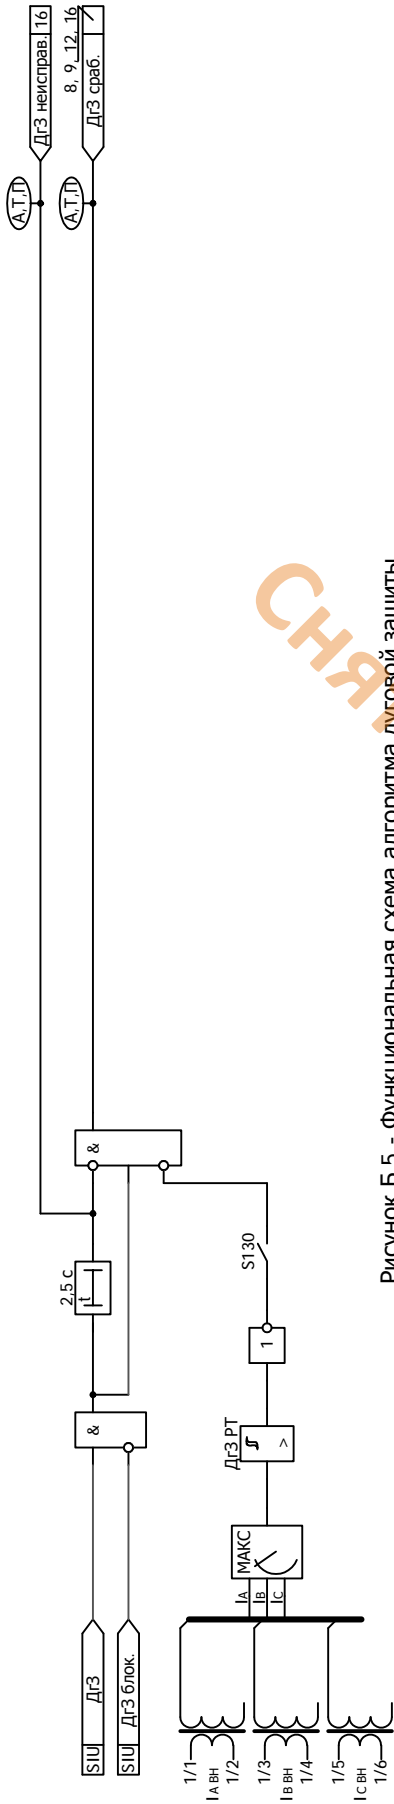 SIU ДгЗ
SIU ДгЗ блок.
&
2,5 с
t
&
А,Т,П
ДгЗ неисправ. 16
А,Т,П
ДгЗ сраб.
8, 9, 12, 16
1/1
IA ВН
1/2
1/3
IB ВН
1/4
1/5
IC ВН
1/6
IA
IB
IC
МАКС
ДгЗ РТ
>
1
S130
Рисунок Б.5 - Функциональная схема алгоритма дуговой защиты
Сня